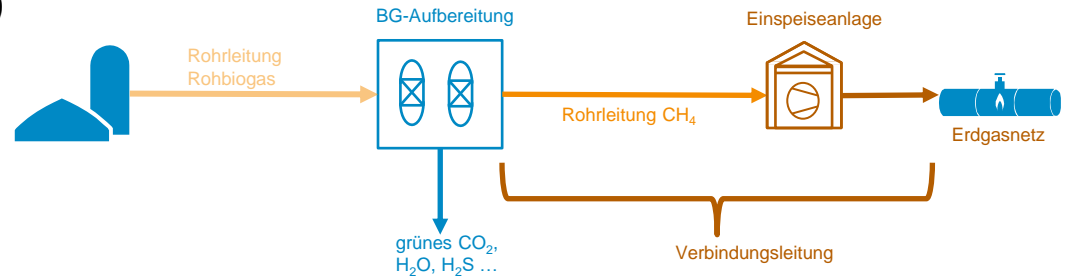 )
BG-Aufbereitung
Einspeiseanlage
Rohrleitung
Rohbiogas
Rohrleitung CH₄
Erdgasnetz
grünes CO₂,
H₂O, H₂S ...
Verbindungsleitung